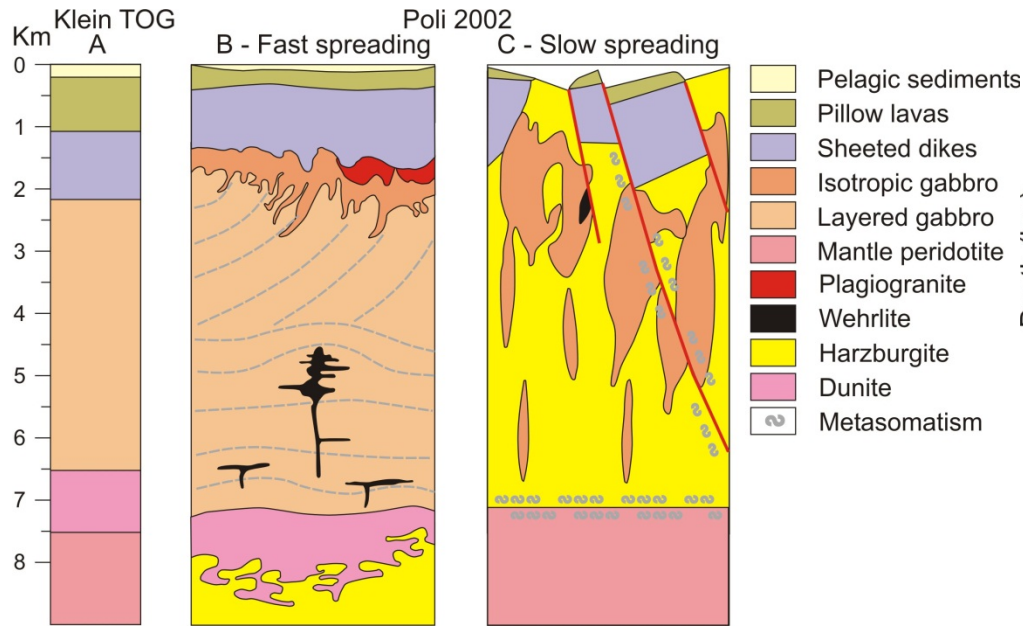 Klein TOG
A
Poli 2002
B - Fast spreading
C - Slow spreading
Km
0
1
2
3
4
5
6
7
8
Pelagic sediments
Pillow lavas
Sheeted dikes
Isotropic gabbro
Layered gabbro
Mantle peridotite
Plagiogranite
Wehrlite
Harzburgite
Dunite
Metasomatism